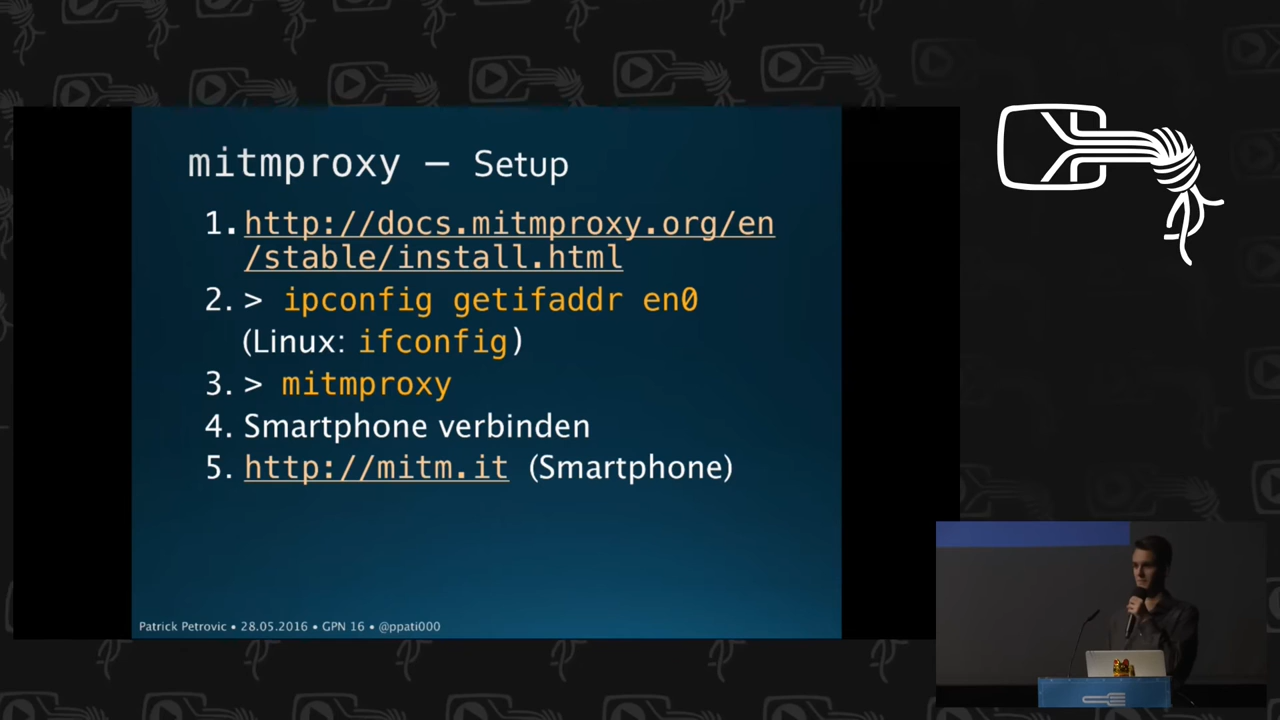 mitmproxy – Setup
1. http://docs.mitmproxy.org/en
/stable/install.html
2. > ipconfig getifaddr en0
(Linux: ifconfig)
3. > mitmproxy
4. Smartphone verbinden
5. http://mitm.it (Smartphone)
Patrick Petrovic • 28.05.2016 • GPN 16 • @ppati000